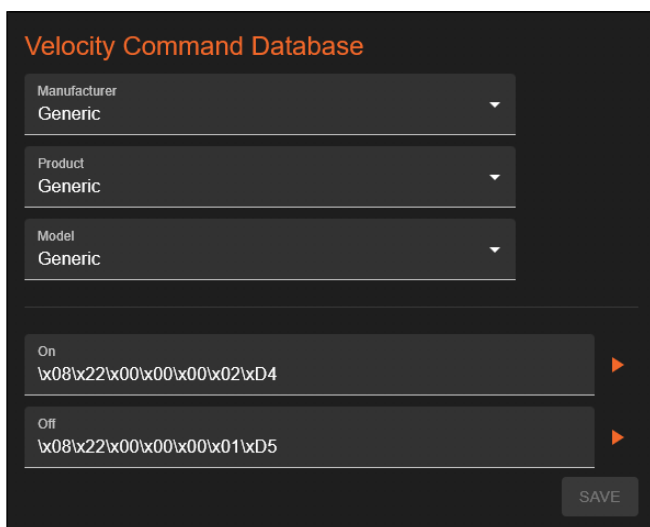 Velocity Command Database
Manufacturer
Generic
Product
Generic
Model
Generic
On
\x08\x22\x00\x00\x00\x02\xD4
Off
\x08\x22\x00\x00\x00\x01\xD5
SAVE